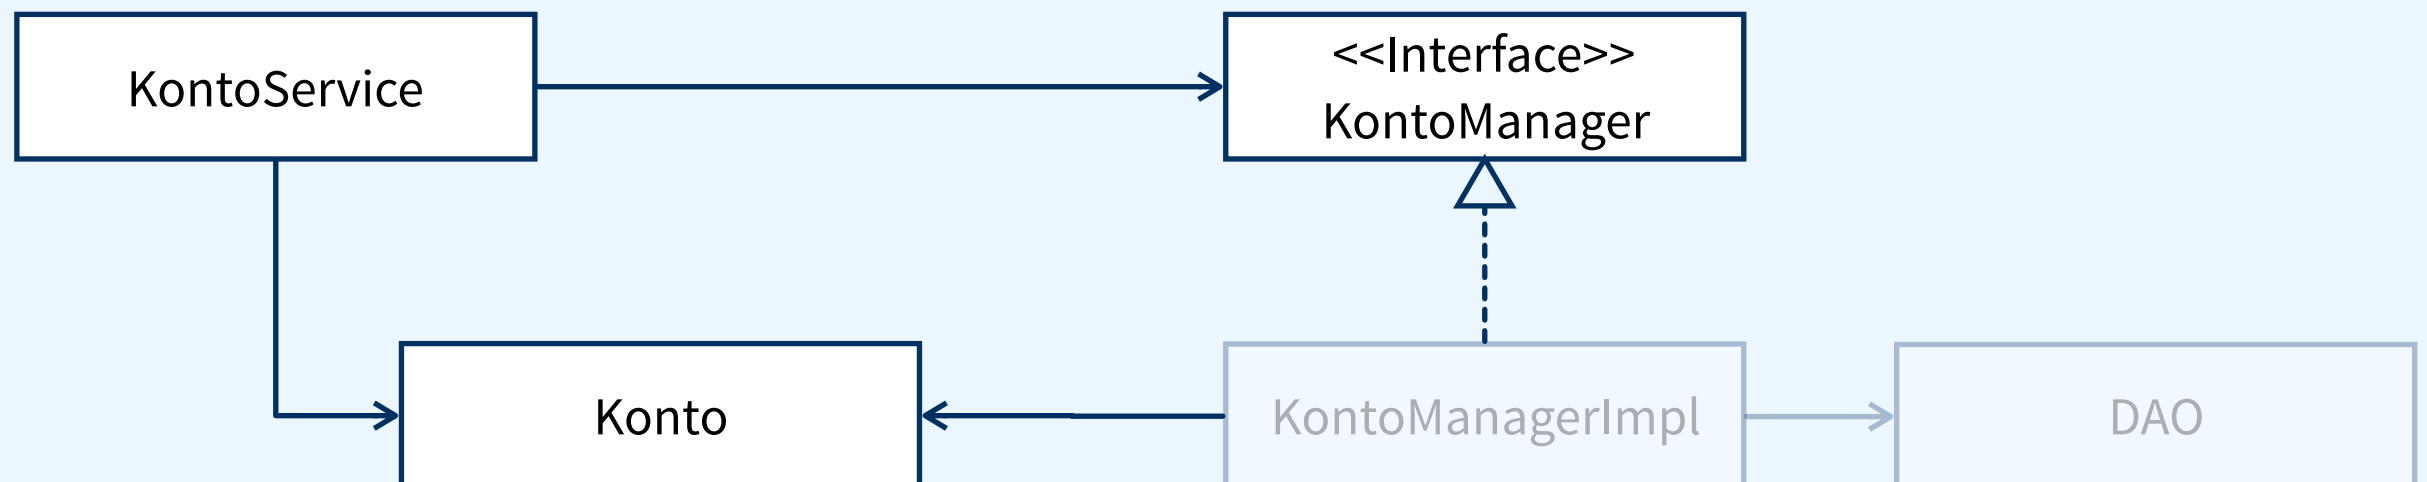 KontoService
<<Interface>>
KontoManager
Konto
KontoManagerImpl
DAO